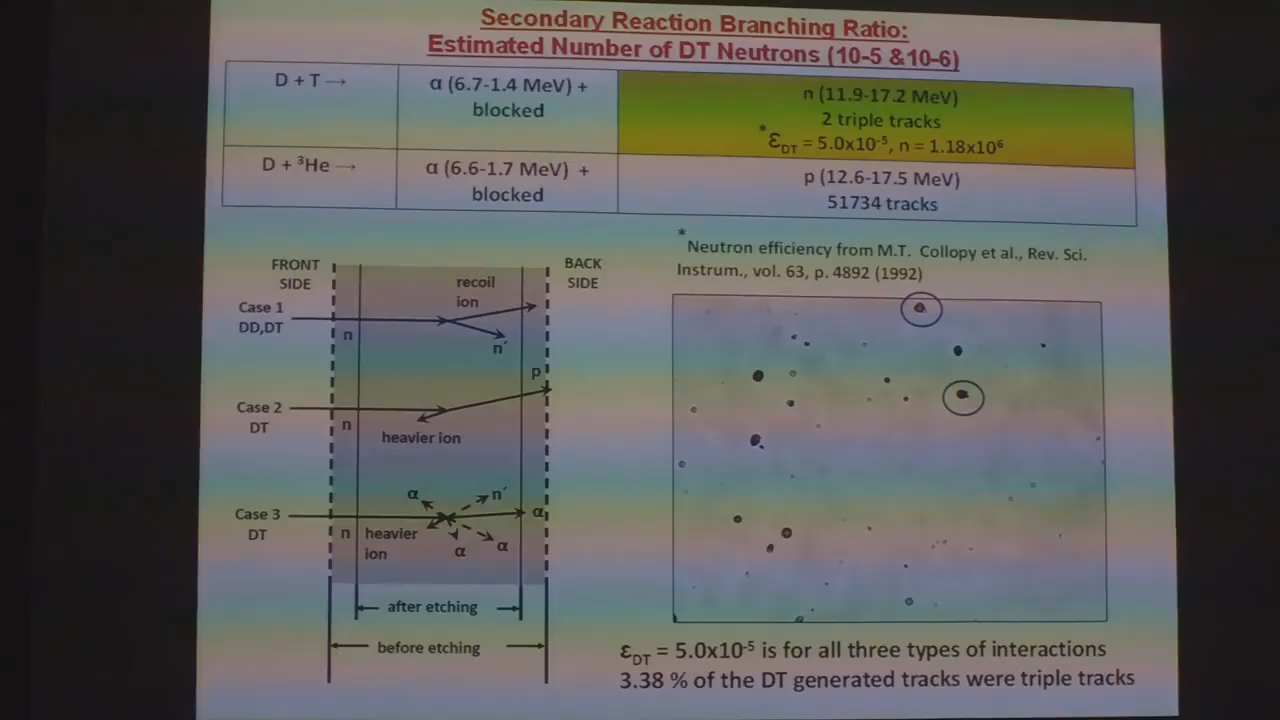 Secondary Reaction Branching Ratio:
Estimated Number of DT Neutrons (10-5 &10-6)
D + T →
α (6.7-1.4 MeV) +
blocked
n (11.9-17.2 MeV)
2 triple tracks
*εDT = 5.0x10⁻⁵, n = 1.18x10⁶
D + ³He →
α (6.6-1.7 MeV) +
blocked
p (12.6-17.5 MeV)
51734 tracks
*Neutron efficiency from M.T. Collopy et al., Rev. Sci.
Instrum., vol. 63, p. 4892 (1992)
FRONT
SIDE
BACK
SIDE
recoil
ion
Case 1
DD,DT
n
n′
p
Case 2
DT
n
heavier ion
α
n′
Case 3
DT
n
heavier
ion
α
α
α
after etching
before etching
εDT = 5.0x10⁻⁵ is for all three types of interactions
3.38 % of the DT generated tracks were triple tracks